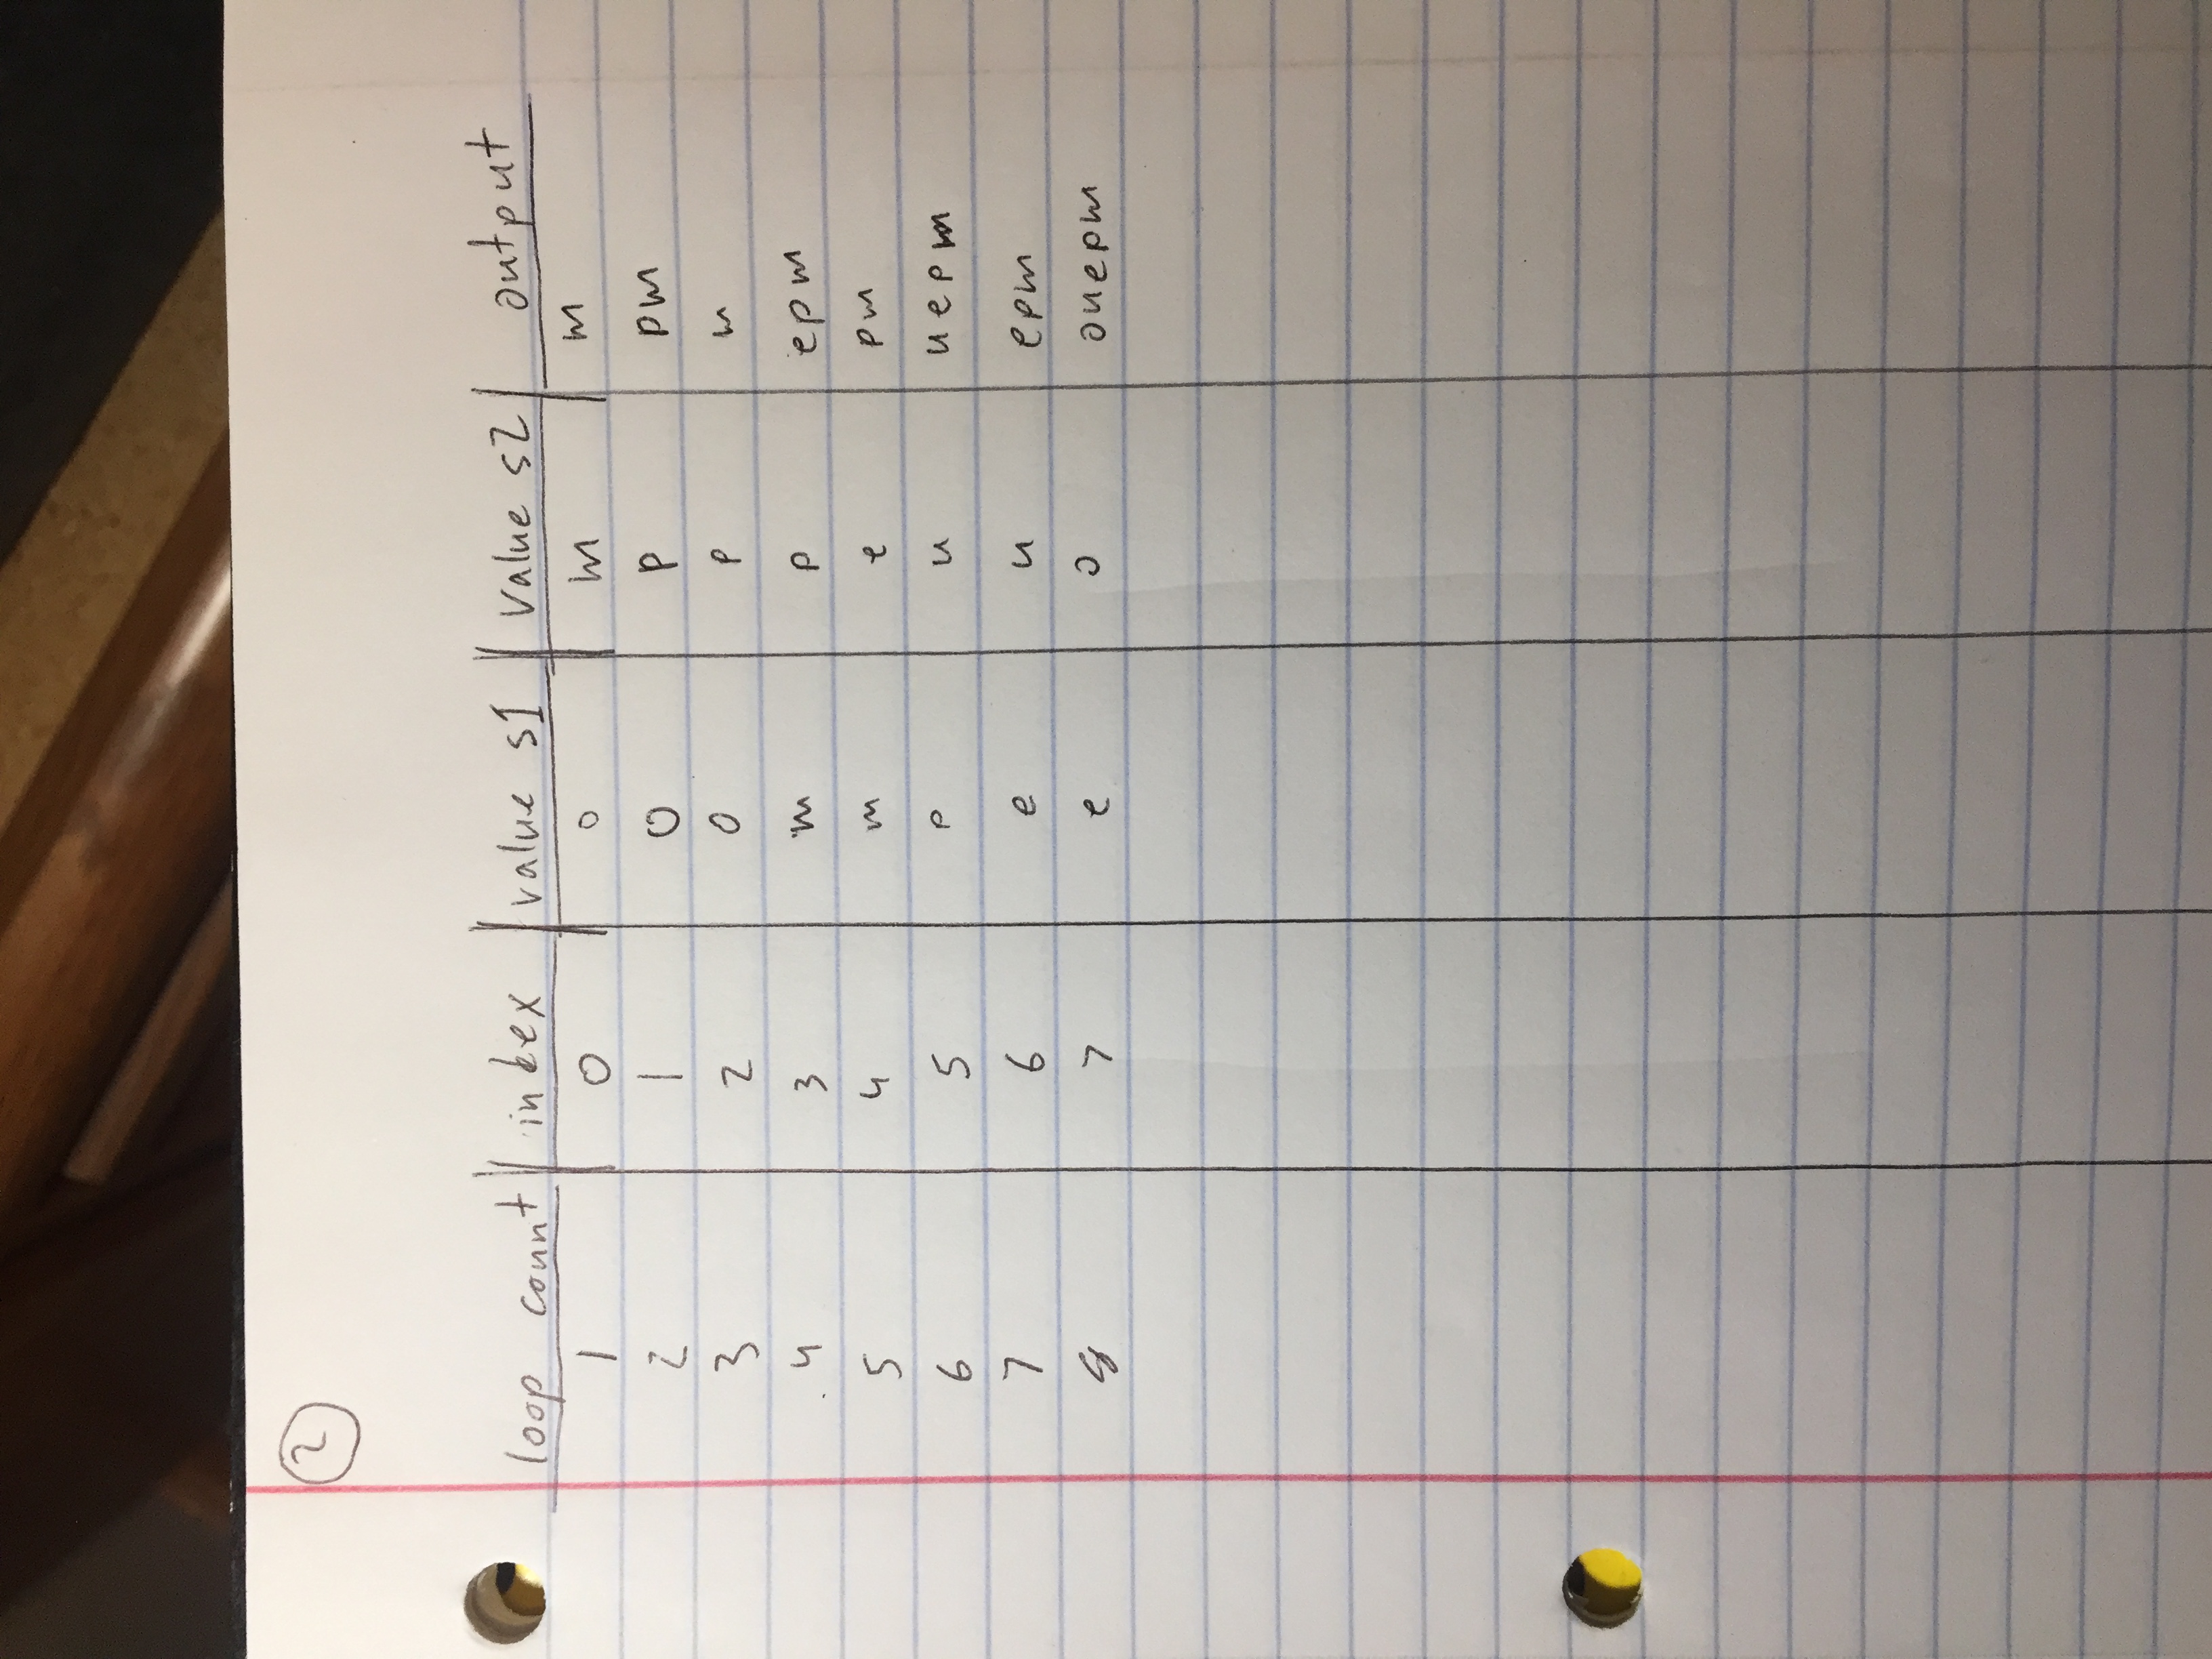 2
loop count index value s1 value s2 output
1 0 o m m
2 1 o p pm
3 2 o p m
4 3 m p epm
5 4 m e pm
6 5 p u uepm
7 6 e u epm
8 7 e o ouepm